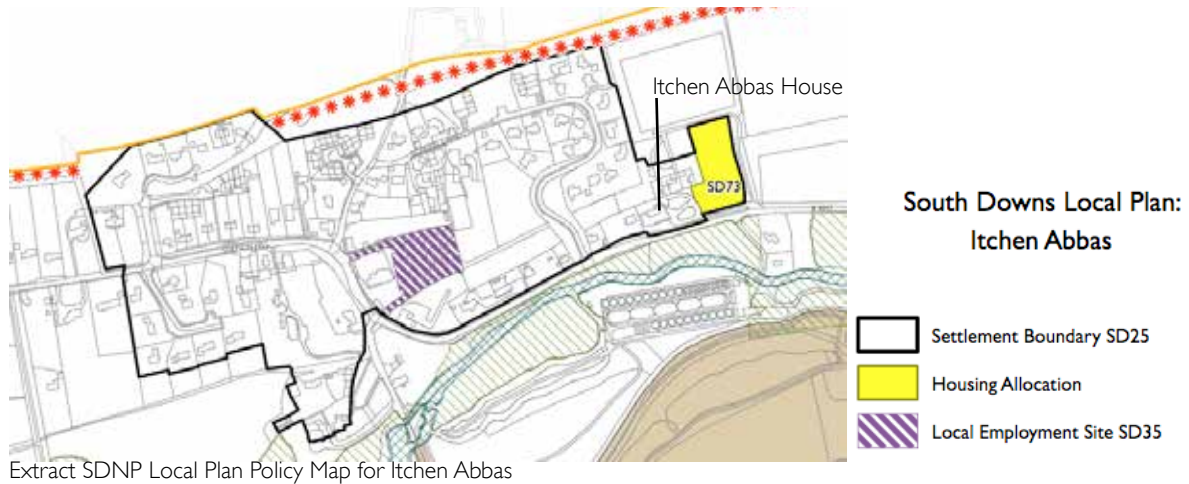 Itchen Abbas House
SD73
South Downs Local Plan:
Itchen Abbas
Settlement Boundary SD25
Housing Allocation
Local Employment Site SD35
Extract SDNP Local Plan Policy Map for Itchen Abbas